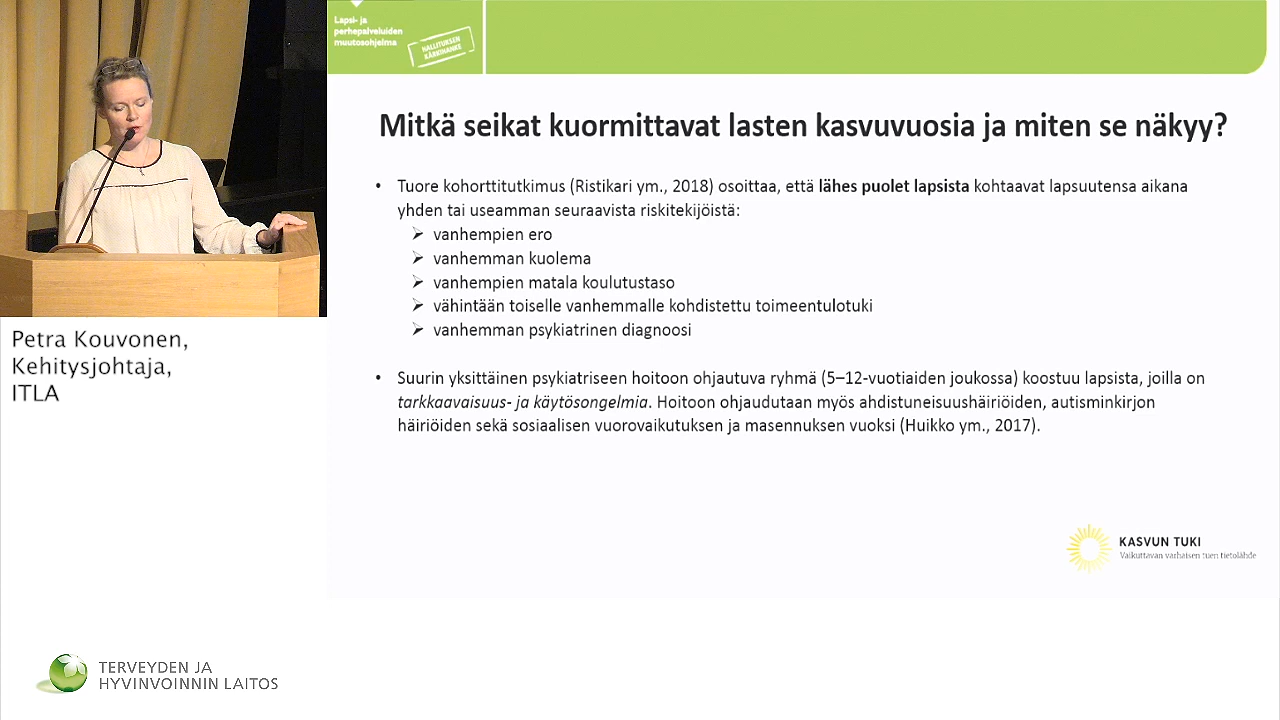 Lapsi- ja
perhepalveluiden
muutosohjelma
HALLITUKSEN
KÄRKIHANKE
Mitkä seikat kuormittavat lasten kasvuvuosia ja miten se näkyy?
• Tuore kohorttitutkimus (Ristikari ym., 2018) osoittaa, että lähes puolet lapsista kohtaavat lapsuutensa aikana
yhden tai useamman seuraavista riskitekijöistä:
➢ vanhempien ero
➢ vanhemman kuolema
➢ vanhempien matala koulutustaso
➢ vähintään toiselle vanhemmalle kohdistettu toimeentulotuki
➢ vanhemman psykiatrinen diagnoosi
• Suurin yksittäinen psykiatriseen hoitoon ohjautuva ryhmä (5–12-vuotiaiden joukossa) koostuu lapsista, joilla on
tarkkaavaisuus- ja käytösongelmia. Hoitoon ohjaudutaan myös ahdistuneisuushäiriöiden, autisminkirjon
häiriöiden sekä sosiaalisen vuorovaikutuksen ja masennuksen vuoksi (Huikko ym., 2017).
KASVUN TUKI
Vaikuttavan varhaisen tuen tietolähde
Petra Kouvonen,
Kehitysjohtaja,
ITLA
TERVEYDEN JA
HYVINVOINNIN LAITOS